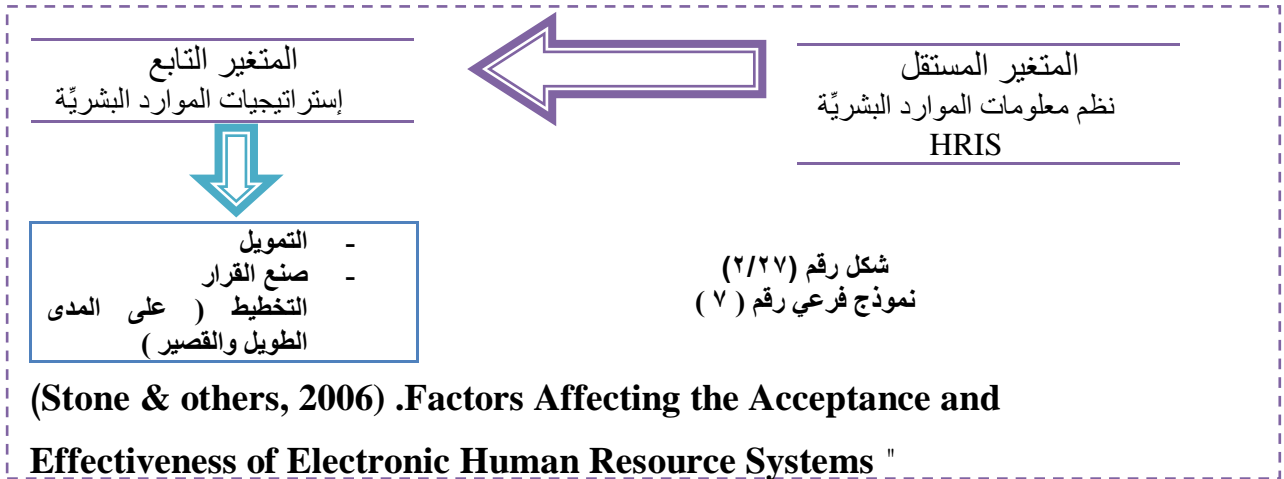 المتغير المستقل
نظم معلومات الموارد البشريِّة
HRIS
المتغير التابع
إستراتيجيات الموارد البشريِّة
- التمويل
- صنع القرار
التخطيط ( على المدى
الطويل والقصير )
شكل رقم (٢/٢٧)
نموذج فرعي رقم ( ٧ )
(Stone & others, 2006) .Factors Affecting the Acceptance and
Effectiveness of Electronic Human Resource Systems "